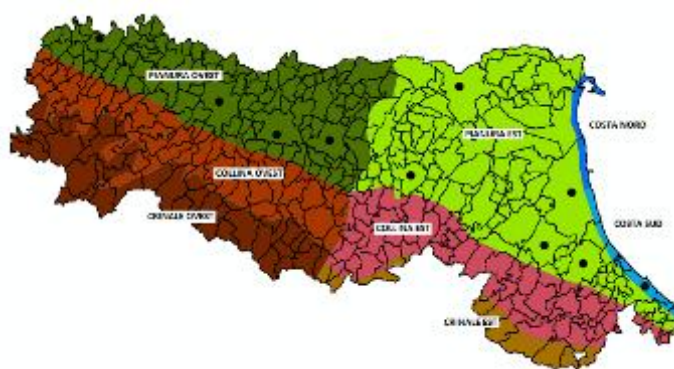 PIANURA OVEST
COSTA NORD
PIANURA EST
COLLINA OVEST
CRINALE OVEST
COSTA SUD
COLLINA EST
CRINALE EST